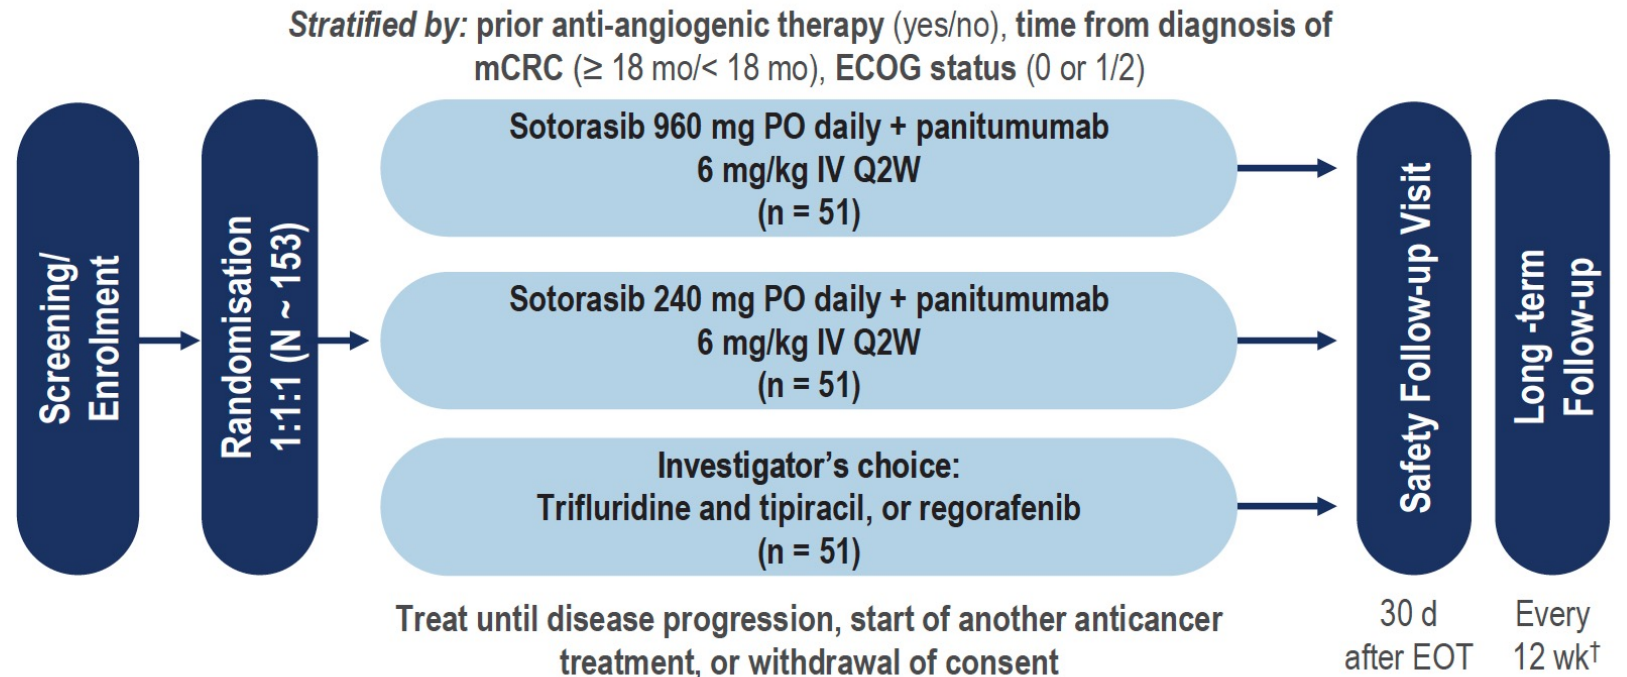 Stratified by: prior anti-angiogenic therapy (yes/no), time from diagnosis of
mCRC (≥ 18 mo/< 18 mo), ECOG status (0 or 1/2)
Screening/
Enrolment
Randomisation
1:1:1 (N ~ 153)
Sotorasib 960 mg PO daily + panitumumab
6 mg/kg IV Q2W
(n = 51)
Sotorasib 240 mg PO daily + panitumumab
6 mg/kg IV Q2W
(n = 51)
Investigator’s choice:
Trifluridine and tipiracil, or regorafenib
(n = 51)
Treat until disease progression, start of another anticancer
treatment, or withdrawal of consent
Safety Follow-up Visit
30 d
after EOT
Long -term
Follow-up
Every
12 wk†